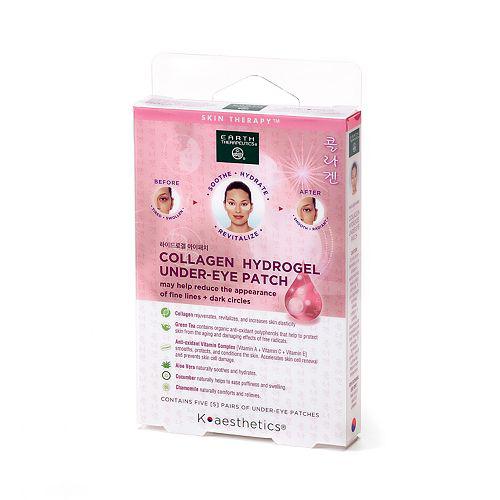 SKIN THERAPY™
EARTH
THERAPEUTICS®
콜라겐
BEFORE
TIRED • SWOLLEN
• SOOTHE • HYDRATE •
REVITALIZE
AFTER
SMOOTH • RADIANT
하이드로겔 아이패치
COLLAGEN HYDROGEL
UNDER-EYE PATCH
may help reduce the appearance
of fine lines + dark circles
Collagen rejuvenates, revitalizes, and increases skin elasticity
Green Tea contains organic anti-oxidant polyphenols that help to protect
skin from the aging and damaging effects of free radicals.
Anti-oxidant Vitamin Complex [Vitamin A + Vitamin C + Vitamin E]
smooths, protects, and conditions the skin. Accelerates skin cell renewal
and prevents skin cell damage.
Aloe Vera naturally soothes and hydrates.
Cucumber naturally helps to ease puffiness and swelling.
Chamomile naturally comforts and relieves.
CONTAINS FIVE [5] PAIRS OF UNDER-EYE PATCHES
K•aesthetics®